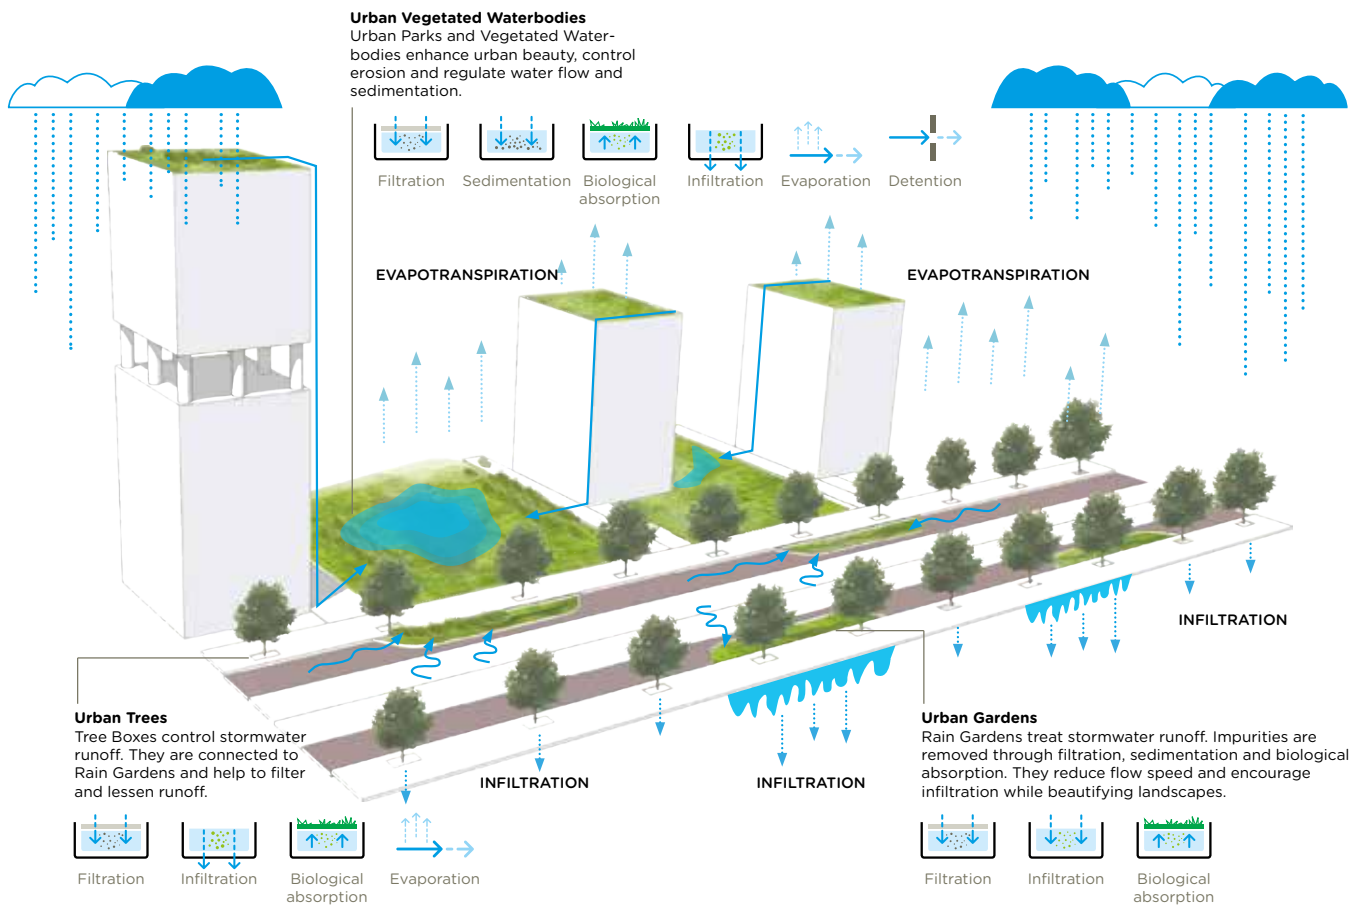 Urban Vegetated Waterbodies
Urban Parks and Vegetated Water-
bodies enhance urban beauty, control
erosion and regulate water flow and
sedimentation.
Filtration
Sedimentation
Biological
absorption
Infiltration
Evaporation
Detention
EVAPOTRANSPIRATION
EVAPOTRANSPIRATION
INFILTRATION
Urban Trees
Tree Boxes control stormwater
runoff. They are connected to
Rain Gardens and help to filter
and lessen runoff.
Filtration
Infiltration
Biological
absorption
Evaporation
INFILTRATION
INFILTRATION
Urban Gardens
Rain Gardens treat stormwater runoff. Impurities are
removed through filtration, sedimentation and biological
absorption. They reduce flow speed and encourage
infiltration while beautifying landscapes.
Filtration
Infiltration
Biological
absorption